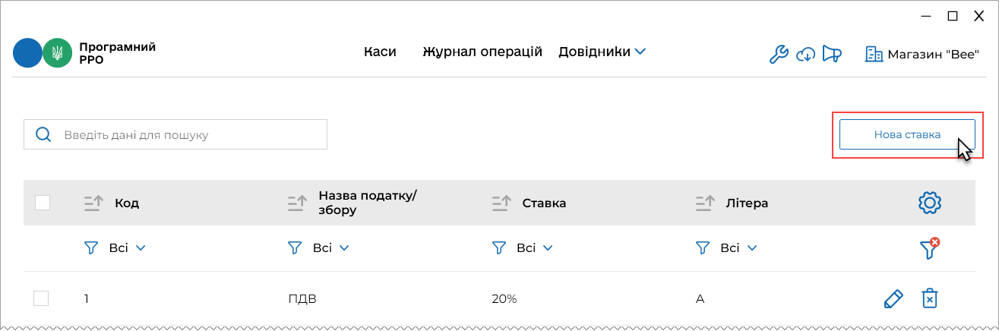 Програмний
РРО
Каси Журнал операцій Довідники
Магазин "Bee"
Введіть дані для пошуку
Нова ставка
Код Назва податку/
збору Ставка Літера
Всі Всі Всі Всі
1 ПДВ 20% А